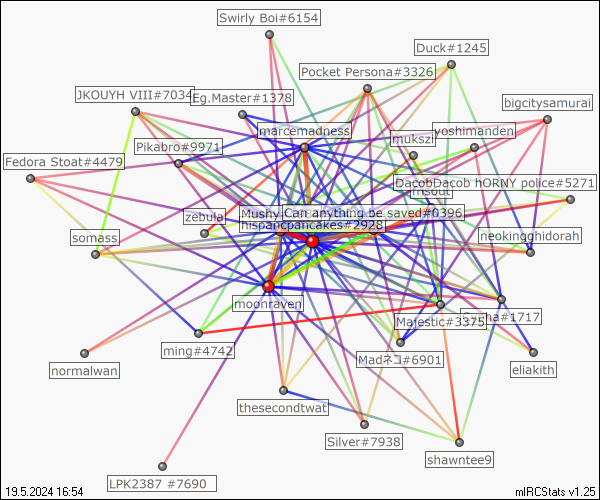 Swirly Boi#6154
Duck#1245
Pocket Persona#3326
JKOUYH VIII#7034
Eg.Master#1378
bigcitysamurai
marcemadness
yoshimanden
mukszi
Pikabro#9971
Fedora Stoat#4479
DacobDacob HORNY police#5271
zebula
Mushy
Can anything be saved#0396
hispanicpancakes#2928
somass
neokingghidorah
moonraven
Majestic#3375
#1717
ming#4742
Madネコ#6901
normalwan
eliakith
thesecondtwat
Silver#7938
shawntee9
LPK2387 #7690
19.5.2024 16:54
mIRCStats v1.25